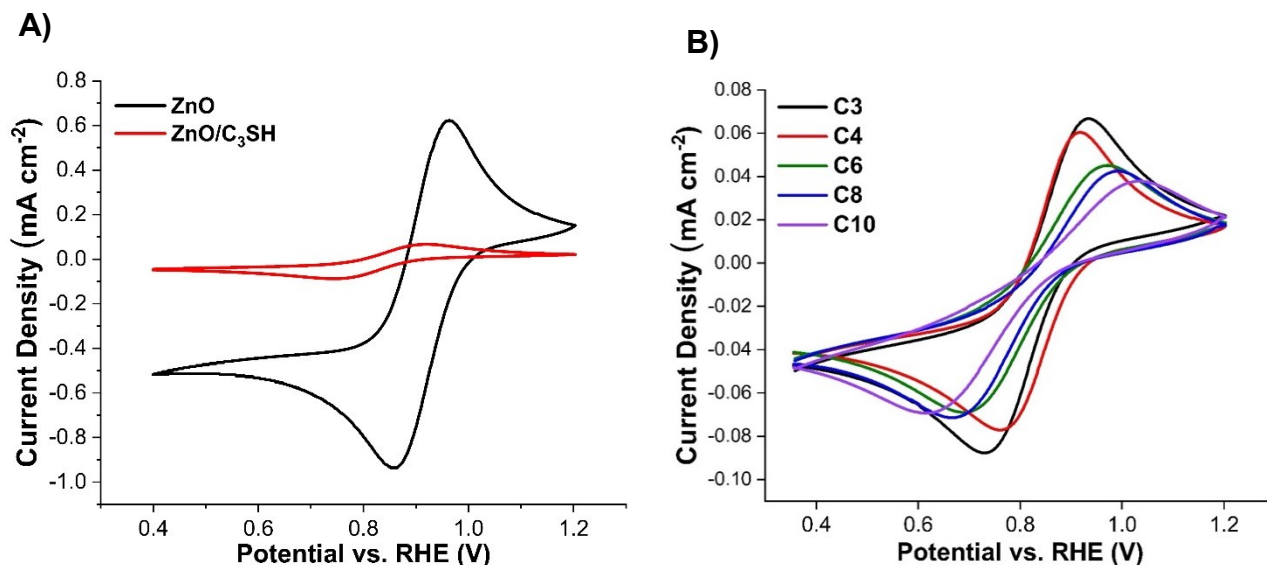 A)
0.8
0.6
0.4
0.2
0.0
-0.2
-0.4
-0.6
-0.8
-1.0
Current Density (mA cm⁻²)
ZnO
ZnO/C₃SH
0.4 0.6 0.8 1.0 1.2
Potential vs. RHE (V)
B)
0.08
0.06
0.04
0.02
0.00
-0.02
-0.04
-0.06
-0.08
-0.10
Current Density (mA cm⁻²)
C3
C4
C6
C8
C10
0.4 0.6 0.8 1.0 1.2
Potential vs. RHE (V)